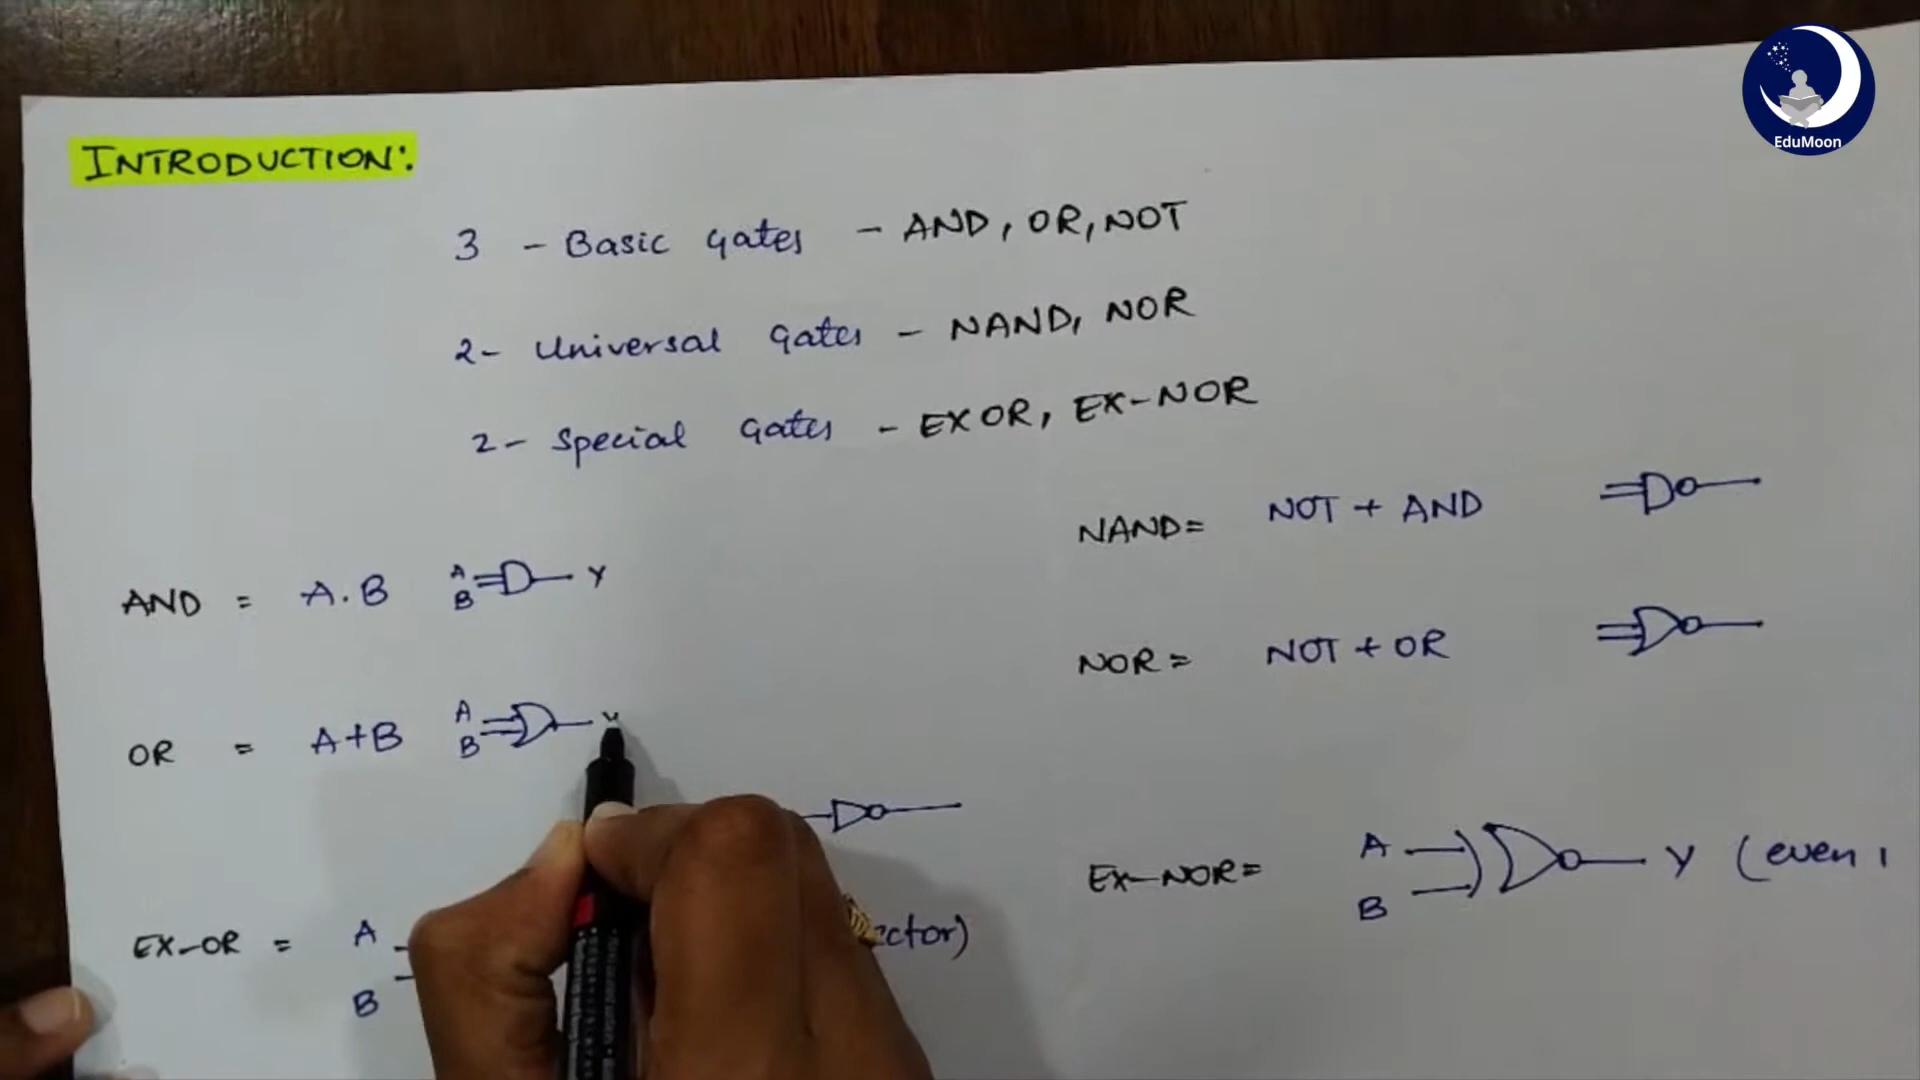 EduMoon
INTRODUCTION:
3 - Basic gates - AND, OR, NOT
2- Universal gates - NAND, NOR
2- Special gates - EXOR, EX-NOR
AND = A.B A B Y
OR = A+B A B
EX-OR = A B
NAND= NOT + AND
NOR= NOT + OR
EX-NOR= A B Y (even